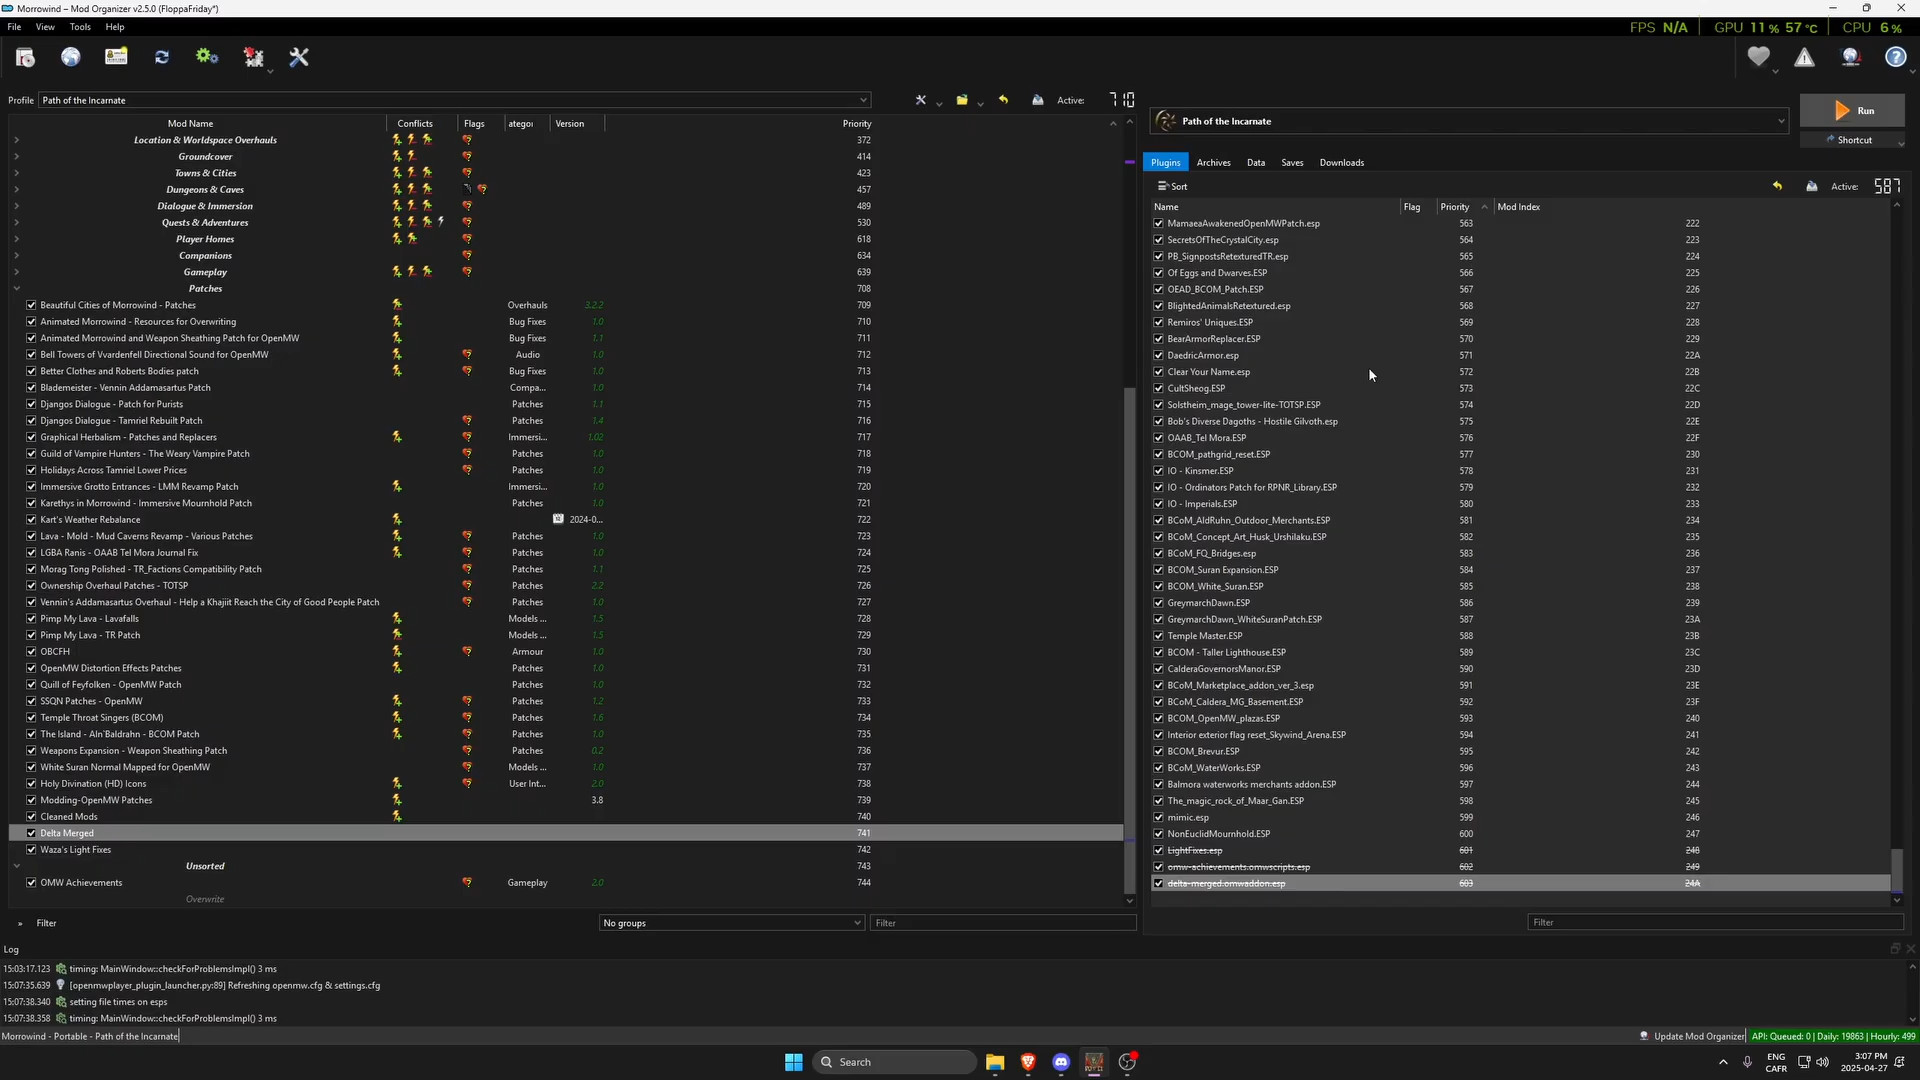 Morrowind – Mod Organizer v2.5.0 (FloppaFriday*)
File View Tools Help
FPS N/A GPU 11 % 57 °C CPU 6 %
Profile Path of the Incarnate Active: 710
Path of the Incarnate
Run
Shortcut
Mod Name Conflicts Flags ategor Version Priority
Location & Worldspace Overhauls 372
Groundcover 414
Towns & Cities 423
Dungeons & Caves 457
Dialogue & Immersion 489
Quests & Adventures 530
Player Homes 618
Companions 634
Gameplay 639
Patches 708
Beautiful Cities of Morrowind - Patches Overhauls 3.2.2 709
Animated Morrowind - Resources for Overwriting Bug Fixes 1.0 710
Animated Morrowind and Weapon Sheathing Patch for OpenMW Bug Fixes 1.1 711
Bell Towers of Vvardenfell Directional Sound for OpenMW Audio 1.0 712
Better Clothes and Roberts Bodies patch Bug Fixes 1.0 713
Blademeister - Vennin Addamasartus Patch Compa... 1.0 714
Djangos Dialogue - Patch for Purists Patches 1.1 715
Djangos Dialogue - Tamriel Rebuilt Patch Patches 1.4 716
Graphical Herbalism - Patches and Replacers Immersi... 1.02 717
Guild of Vampire Hunters - The Weary Vampire Patch Patches 1.0 718
Holidays Across Tamriel Lower Prices Patches 1.0 719
Immersive Grotto Entrances - LMM Revamp Patch Immersi... 1.0 720
Karethys in Morrowind - Immersive Mournhold Patch Patches 1.0 721
Kart's Weather Rebalance 2024-0... 722
Lava - Mold - Mud Caverns Revamp - Various Patches Patches 1.0 723
LGBA Ranis - OAAB Tel Mora Journal Fix Patches 1.0 724
Morag Tong Polished - TR_Factions Compatibility Patch Patches 1.1 725
Ownership Overhaul Patches - TOTSP Patches 2.2 726
Vennin's Addamasartus Overhaul - Help a Khajiit Reach the City of Good People Patch Patches 1.0 727
Pimp My Lava - Lavafalls Models ... 1.5 728
Pimp My Lava - TR Patch Models ... 1.5 729
OBCFH Armour 1.0 730
OpenMW Distortion Effects Patches Patches 1.0 731
Quill of Feyfolken - OpenMW Patch Patches 1.0 732
SSQN Patches - OpenMW Patches 1.2 733
Temple Throat Singers (BCOM) Patches 1.6 734
The Island - Aln'Baldrahn - BCOM Patch Patches 1.0 735
Weapons Expansion - Weapon Sheathing Patch Patches 0.2 736
White Suran Normal Mapped for OpenMW Models ... 1.0 737
Holy Divination (HD) Icons User Int... 2.0 738
Modding-OpenMW Patches 3.8 739
Cleaned Mods 740
Delta Merged 741
Waza's Light Fixes 742
Unsorted 743
OMW Achievements Gameplay 2.0 744
Overwrite
» Filter No groups Filter
Plugins Archives Data Saves Downloads
Sort Active: 587
Name Flag Priority Mod Index
MamaeaAwakenedOpenMWPatch.esp 563 222
SecretsOfTheCrystalCity.esp 564 223
PB_SignpostsRetexturedTR.esp 565 224
Of Eggs and Dwarves.ESP 566 225
OEAD_BCOM_Patch.ESP 567 226
BlightedAnimalsRetextured.esp 568 227
Remiros' Uniques.ESP 569 228
BearArmorReplacer.ESP 570 229
DaedricArmor.esp 571 22A
Clear Your Name.esp 572 22B
CultSheog.ESP 573 22C
Solstheim_mage_tower-lite-TOTSP.ESP 574 22D
Bob's Diverse Dagoths - Hostile Gilvoth.esp 575 22E
OAAB_Tel Mora.ESP 576 22F
BCOM_pathgrid_reset.ESP 577 230
IO - Kinsmer.ESP 578 231
IO - Ordinators Patch for RPNR_Library.ESP 579 232
IO - Imperials.ESP 580 233
BCoM_AldRuhn_Outdoor_Merchants.ESP 581 234
BCoM_Concept_Art_Husk_Urshilaku.ESP 582 235
BCoM_FQ_Bridges.esp 583 236
BCOM_Suran Expansion.ESP 584 237
BCOM_White_Suran.ESP 585 238
GreymarchDawn.ESP 586 239
GreymarchDawn_WhiteSuranPatch.ESP 587 23A
Temple Master.ESP 588 23B
BCOM - Taller Lighthouse.ESP 589 23C
CalderaGovernorsManor.ESP 590 23D
BCoM_Marketplace_addon_ver_3.esp 591 23E
BCoM_Caldera_MG_Basement.ESP 592 23F
BCOM_OpenMW_plazas.ESP 593 240
Interior exterior flag reset_Skywind_Arena.ESP 594 241
BCOM_Brevur.ESP 595 242
BCoM_WaterWorks.ESP 596 243
Balmora waterworks merchants addon.ESP 597 244
The_magic_rock_of_Maar_Gan.ESP 598 245
mimic.esp 599 246
NonEuclidMournhold.ESP 600 247
LightFixes.esp 601 248
omw-achievements.omwscripts.esp 602 249
delta-merged.omwaddon.esp 603 24A
Filter
Log
15:03:17.123 timing: MainWindow::checkForProblemsImpl() 3 ms
15:07:35.639 [openmwplayer_plugin_launcher.py:89] Refreshing openmw.cfg & settings.cfg
15:07:38.340 setting file times on esps
15:07:38.358 timing: MainWindow::checkForProblemsImpl() 3 ms
Morrowind - Portable - Path of the Incarnate
Update Mod Organizer API: Queued: 0 | Daily: 19863 | Hourly: 499
Search
ENG
CAFR
3:07 PM
2025-04-27